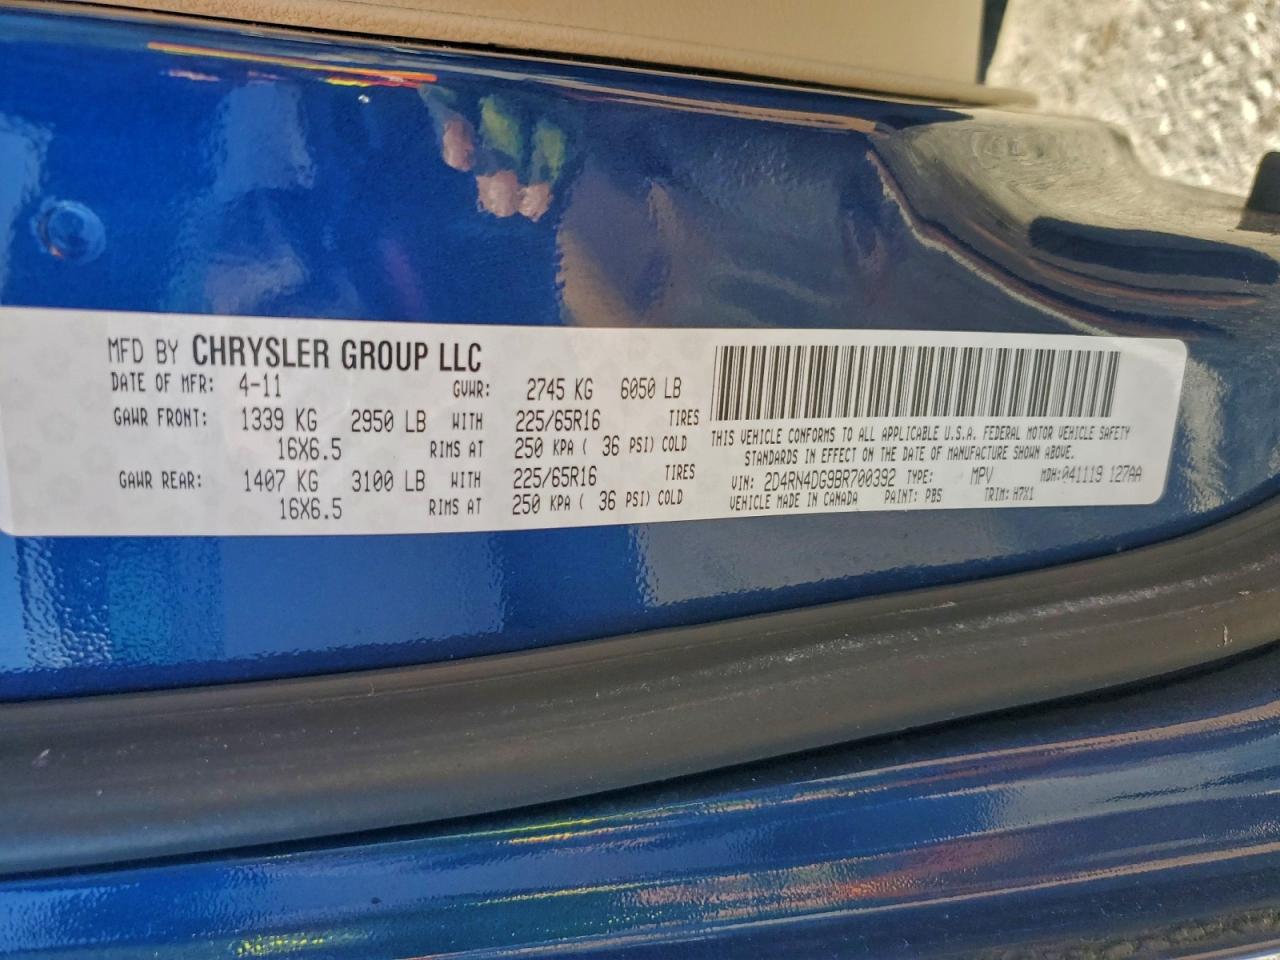 MFD BY CHRYSLER GROUP LLC
DATE OF MFR: 4-11 GVWR: 2745 KG 6050 LB
GAWR FRONT: 1339 KG 2950 LB WITH 225/65R16 TIRES
16X6.5 RIMS AT 250 KPA ( 36 PSI) COLD
GAWR REAR: 1407 KG 3100 LB WITH 225/65R16 TIRES
16X6.5 RIMS AT 250 KPA ( 36 PSI) COLD
THIS VEHICLE CONFORMS TO ALL APPLICABLE U.S.A. FEDERAL MOTOR VEHICLE SAFETY
STANDARDS IN EFFECT ON THE DATE OF MANUFACTURE SHOWN ABOVE.
VIN: 2D4RN4DG9BR700392 TYPE: MPV MDH:041119 127AA
VEHICLE MADE IN CANADA PAINT: PBS TRIM: H7X1